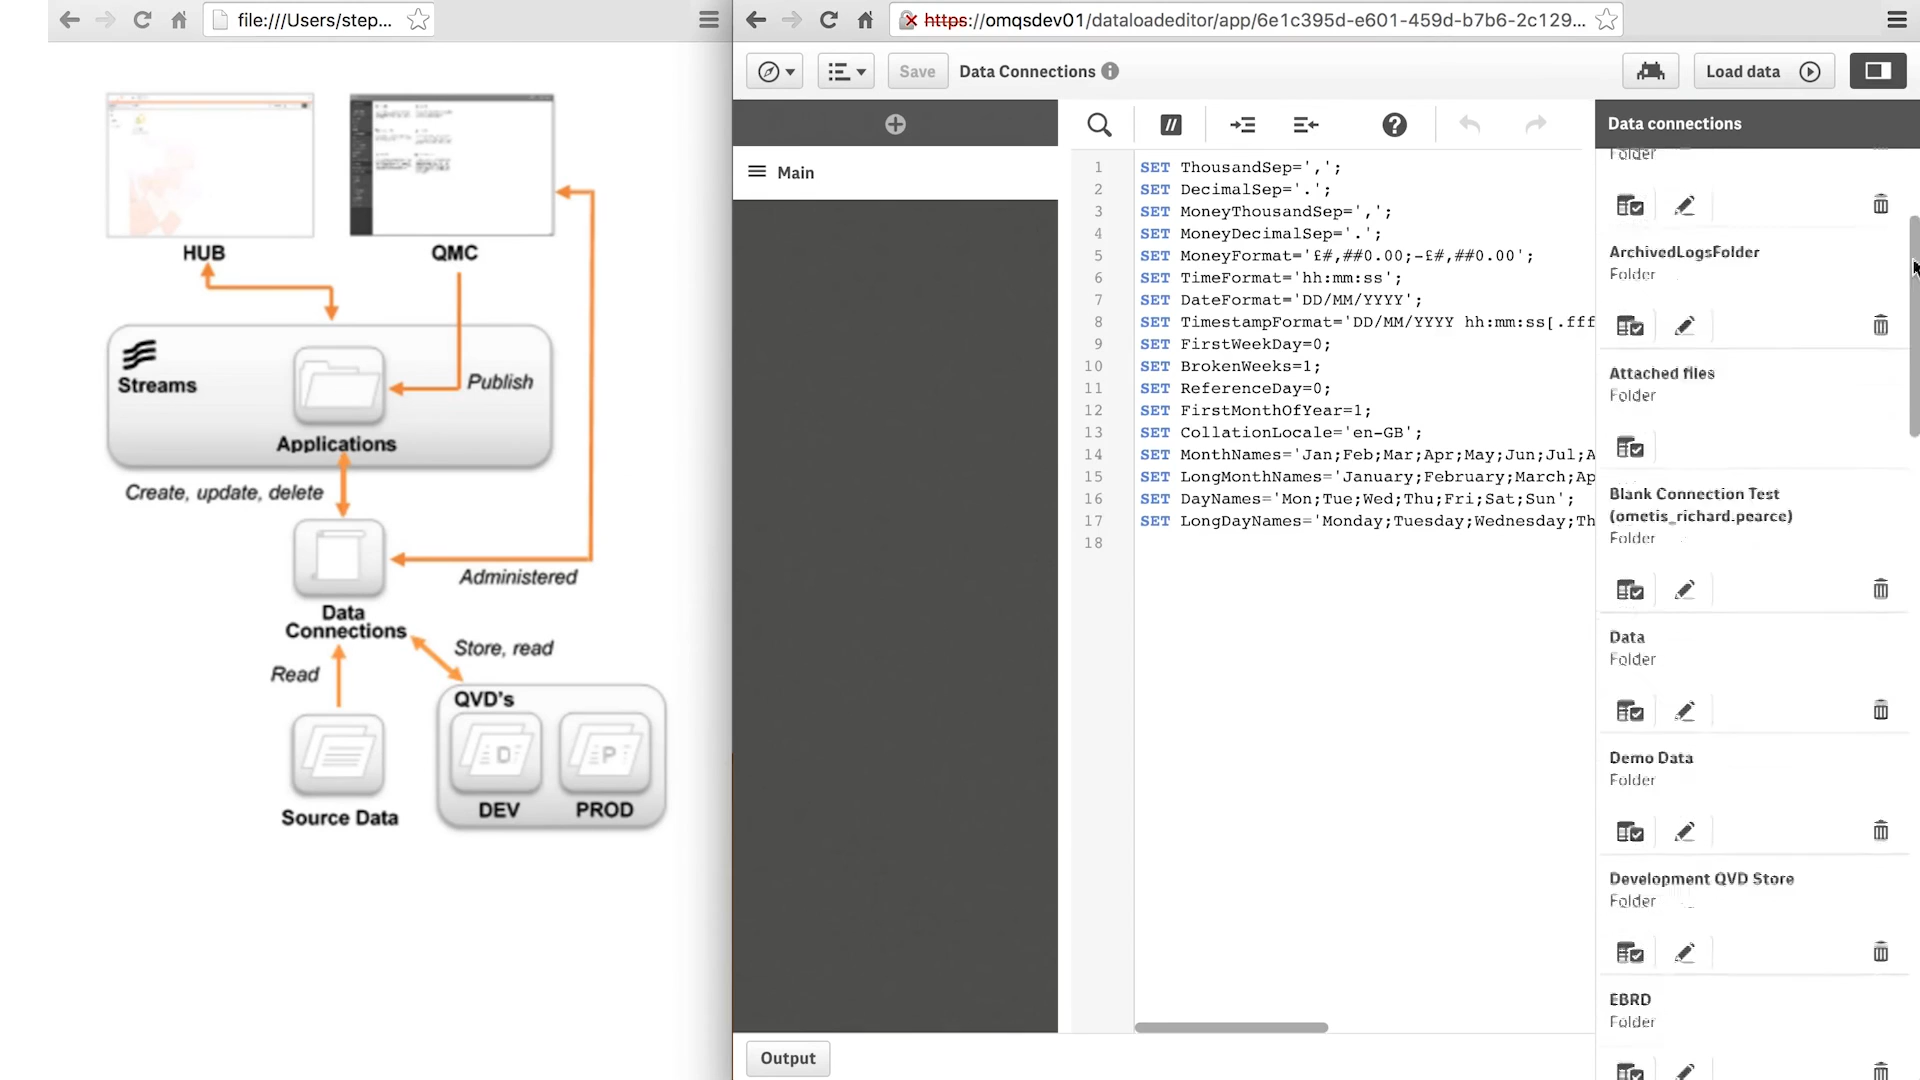 file:///Users/step...
HUB
QMC
Streams
Publish
Applications
Create, update, delete
Administered
Data
Connections
Store, read
Read
QVD's
D
P
DEV
PROD
Source Data
https://omqsdev01/dataloadeditor/app/6e1c395d-e601-459d-b7b6-2c129...
Save
Data Connections
Load data
Main
1 SET ThousandSep=',';
2 SET DecimalSep='.';
3 SET MoneyThousandSep=',';
4 SET MoneyDecimalSep='.';
5 SET MoneyFormat='£#,##0.00;-£#,##0.00';
6 SET TimeFormat='hh:mm:ss';
7 SET DateFormat='DD/MM/YYYY';
8 SET TimestampFormat='DD/MM/YYYY hh:mm:ss[.fff
9 SET FirstWeekDay=0;
10 SET BrokenWeeks=1;
11 SET ReferenceDay=0;
12 SET FirstMonthOfYear=1;
13 SET CollationLocale='en-GB';
14 SET MonthNames='Jan;Feb;Mar;Apr;May;Jun;Jul;A
15 SET LongMonthNames='January;February;March;Ap
16 SET DayNames='Mon;Tue;Wed;Thu;Fri;Sat;Sun';
17 SET LongDayNames='Monday;Tuesday;Wednesday;Th
18
Output
Data connections
Folder
ArchivedLogsFolder
Folder
Attached files
Folder
Blank Connection Test
(ometis_richard.pearce)
Folder
Data
Folder
Demo Data
Folder
Development QVD Store
Folder
EBRD
Folder